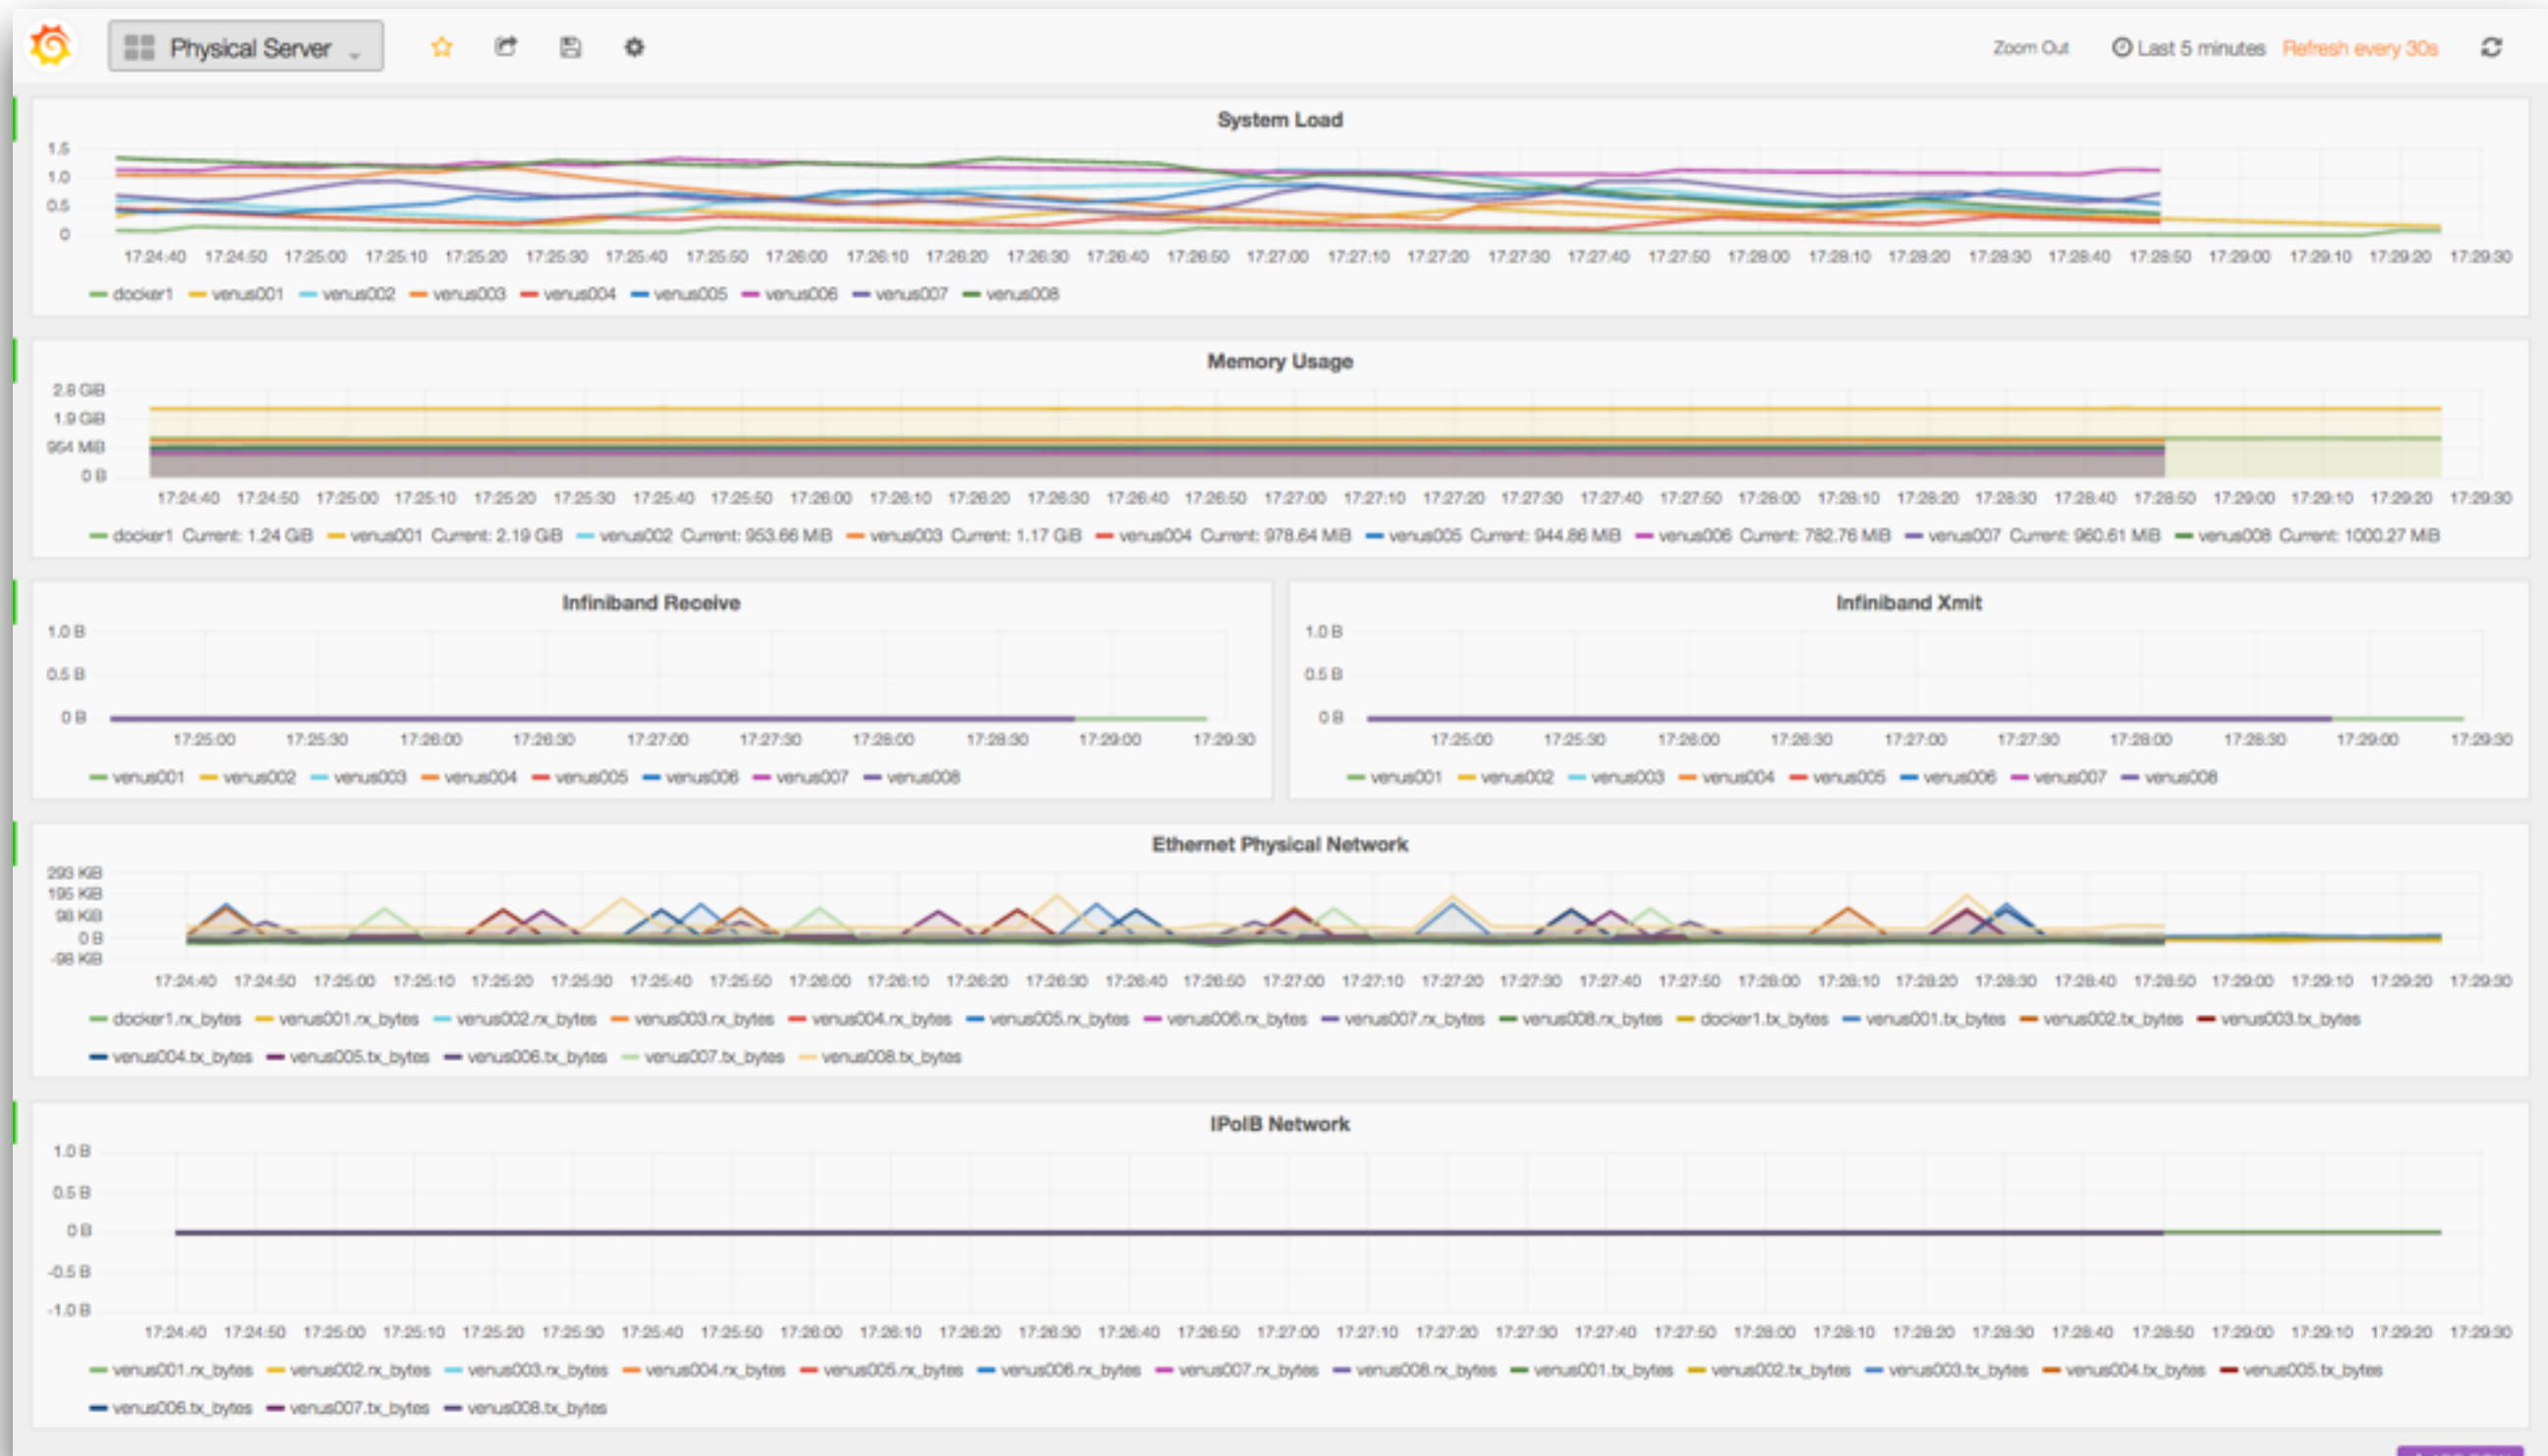 Physical Server
Zoom Out Last 5 minutes Refresh every 30s
System Load
1.5
1.0
0.5
0
17:24:40 17:24:50 17:25:00 17:25:10 17:25:20 17:25:30 17:25:40 17:25:50 17:26:00 17:26:10 17:26:20 17:26:30 17:26:40 17:26:50 17:27:00 17:27:10 17:27:20 17:27:30 17:27:40 17:27:50 17:28:00 17:28:10 17:28:20 17:28:30 17:28:40 17:28:50 17:29:00 17:29:10 17:29:20 17:29:30
docker1 venus001 venus002 venus003 venus004 venus005 venus006 venus007 venus008
Memory Usage
2.8 GiB
1.9 GiB
954 MiB
0 B
17:24:40 17:24:50 17:25:00 17:25:10 17:25:20 17:25:30 17:25:40 17:25:50 17:26:00 17:26:10 17:26:20 17:26:30 17:26:40 17:26:50 17:27:00 17:27:10 17:27:20 17:27:30 17:27:40 17:27:50 17:28:00 17:28:10 17:28:20 17:28:30 17:28:40 17:28:50 17:29:00 17:29:10 17:29:20 17:29:30
docker1 Current: 1.24 GiB venus001 Current: 2.19 GiB venus002 Current: 953.66 MiB venus003 Current: 1.17 GiB venus004 Current: 978.64 MiB venus005 Current: 944.86 MiB venus006 Current: 782.76 MiB venus007 Current: 960.61 MiB venus008 Current: 1000.27 MiB
Infiniband Receive
1.0 B
0.5 B
0 B
17:25:00 17:25:30 17:26:00 17:26:30 17:27:00 17:27:30 17:28:00 17:28:30 17:29:00 17:29:30
venus001 venus002 venus003 venus004 venus005 venus006 venus007 venus008
Infiniband Xmit
1.0 B
0.5 B
0 B
17:25:00 17:25:30 17:26:00 17:26:30 17:27:00 17:27:30 17:28:00 17:28:30 17:29:00 17:29:30
venus001 venus002 venus003 venus004 venus005 venus006 venus007 venus008
Ethernet Physical Network
293 KiB
195 KiB
98 KiB
0 B
-98 KiB
17:24:40 17:24:50 17:25:00 17:25:10 17:25:20 17:25:30 17:25:40 17:25:50 17:26:00 17:26:10 17:26:20 17:26:30 17:26:40 17:26:50 17:27:00 17:27:10 17:27:20 17:27:30 17:27:40 17:27:50 17:28:00 17:28:10 17:28:20 17:28:30 17:28:40 17:28:50 17:29:00 17:29:10 17:29:20 17:29:30
docker1.rx_bytes venus001.rx_bytes venus002.rx_bytes venus003.rx_bytes venus004.rx_bytes venus005.rx_bytes venus006.rx_bytes venus007.rx_bytes venus008.rx_bytes docker1.tx_bytes venus001.tx_bytes venus002.tx_bytes venus003.tx_bytes
venus004.tx_bytes venus005.tx_bytes venus006.tx_bytes venus007.tx_bytes venus008.tx_bytes
IPoIB Network
1.0 B
0.5 B
0 B
-0.5 B
-1.0 B
17:24:40 17:24:50 17:25:00 17:25:10 17:25:20 17:25:30 17:25:40 17:25:50 17:26:00 17:26:10 17:26:20 17:26:30 17:26:40 17:26:50 17:27:00 17:27:10 17:27:20 17:27:30 17:27:40 17:27:50 17:28:00 17:28:10 17:28:20 17:28:30 17:28:40 17:28:50 17:29:00 17:29:10 17:29:20 17:29:30
venus001.rx_bytes venus002.rx_bytes venus003.rx_bytes venus004.rx_bytes venus005.rx_bytes venus006.rx_bytes venus007.rx_bytes venus008.rx_bytes venus001.tx_bytes venus002.tx_bytes venus003.tx_bytes venus004.tx_bytes venus005.tx_bytes
venus006.tx_bytes venus007.tx_bytes venus008.tx_bytes